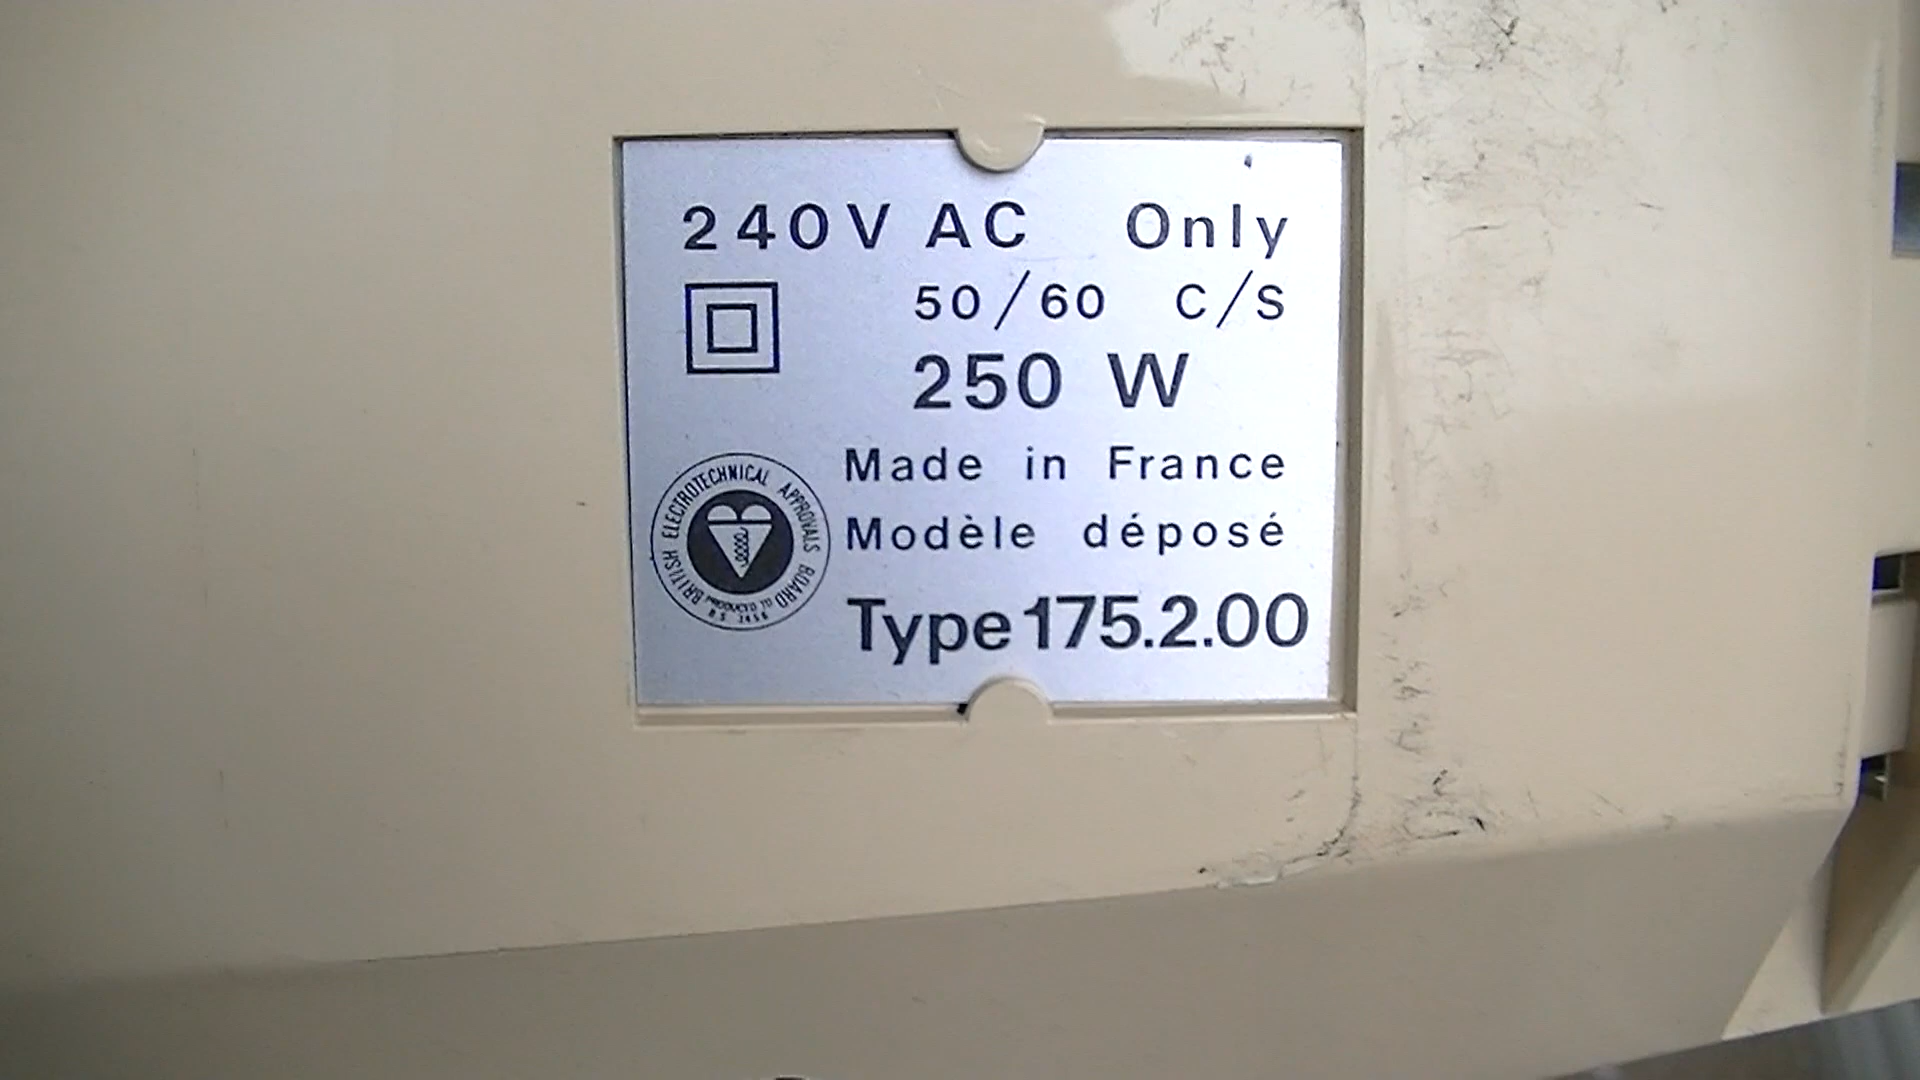 240V AC Only
50/60 C/S
250 W
Made in France
Modèle déposé
Type 175.2.00
BRITISH ELECTROTECHNICAL APPROVALS BOARD
PRODUCED TO
B.S. 3456